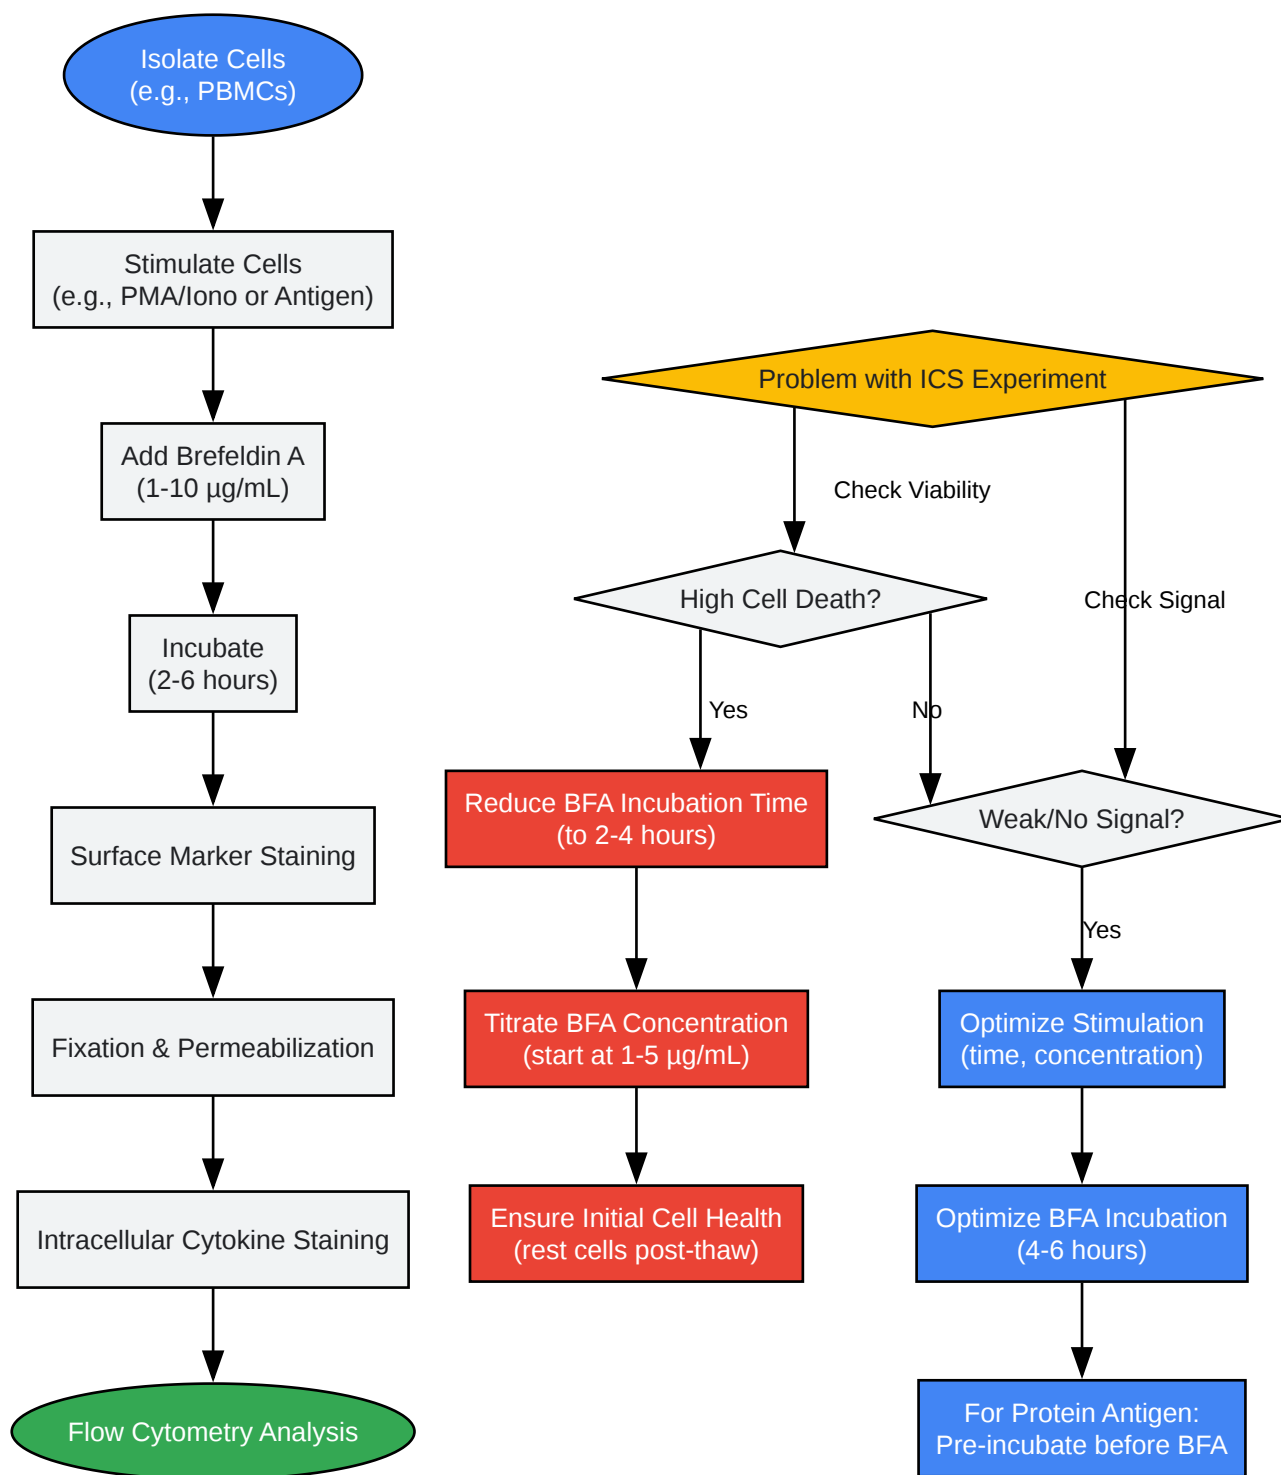 Isolate Cells
(e.g., PBMCs)
Stimulate Cells
(e.g., PMA/Iono or Antigen)
Add Brefeldin A
(1-10 µg/mL)
Incubate
(2-6 hours)
Surface Marker Staining
Fixation & Permeabilization
Intracellular Cytokine Staining
Flow Cytometry Analysis
Problem with ICS Experiment
Check Viability
Check Signal
High Cell Death?
Yes
No
Reduce BFA Incubation Time
(to 2-4 hours)
Titrate BFA Concentration
(start at 1-5 µg/mL)
Ensure Initial Cell Health
(rest cells post-thaw)
Weak/No Signal?
Yes
Optimize Stimulation
(time, concentration)
Optimize BFA Incubation
(4-6 hours)
For Protein Antigen:
Pre-incubate before BFA